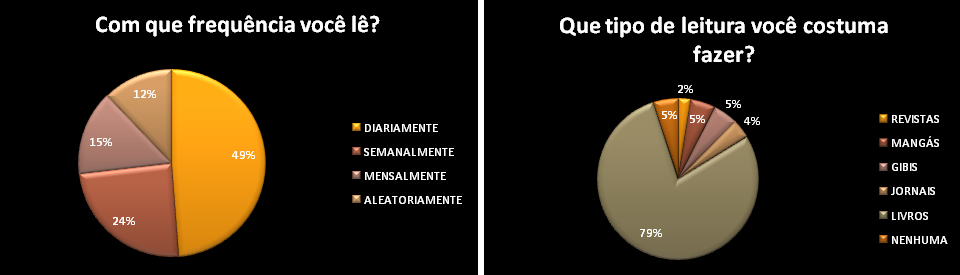 Com que frequência você lê?
12%
15%
49%
24%
DIARIAMENTE
SEMANALMENTE
MENSALMENTE
ALEATORIAMENTE
Que tipo de leitura você costuma
fazer?
2%
5%
5%
5%
4%
79%
REVISTAS
MANGÁS
GIBIS
JORNAIS
LIVROS
NENHUMA